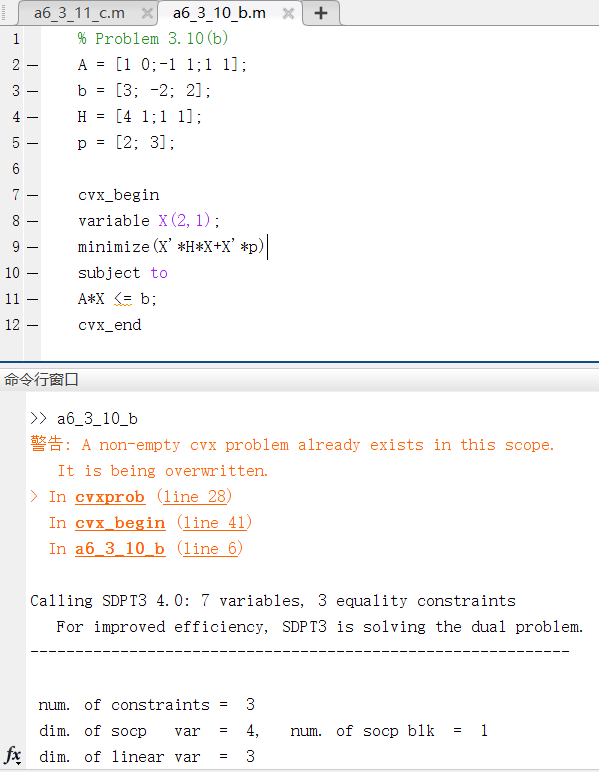 a6_3_11_c.m × a6_3_10_b.m × +
1 % Problem 3.10(b)
2 — A = [1 0;-1 1;1 1];
3 — b = [3; -2; 2];
4 — H = [4 1;1 1];
5 — p = [2; 3];
6
7 — cvx_begin
8 — variable X(2,1);
9 — minimize(X'*H*X+X'*p)
10 — subject to
11 — A*X <= b;
12 — cvx_end
命令行窗口
>> a6_3_10_b
警告: A non-empty cvx problem already exists in this scope.
It is being overwritten.
> In cvxprob (line 28)
In cvx_begin (line 41)
In a6_3_10_b (line 6)
Calling SDPT3 4.0: 7 variables, 3 equality constraints
For improved efficiency, SDPT3 is solving the dual problem.
------------------------------------------------------------
num. of constraints = 3
dim. of socp var = 4, num. of socp blk = 1
fx dim. of linear var = 3